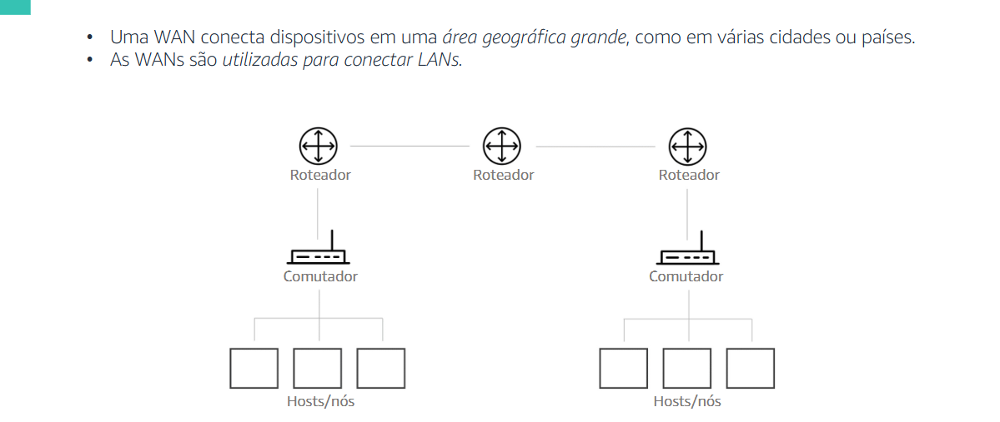 • Uma WAN conecta dispositivos em uma área geográfica grande, como em várias cidades ou países.
• As WANs são utilizadas para conectar LANs.
Roteador
Roteador
Roteador
Comutador
Comutador
Hosts/nós
Hosts/nós